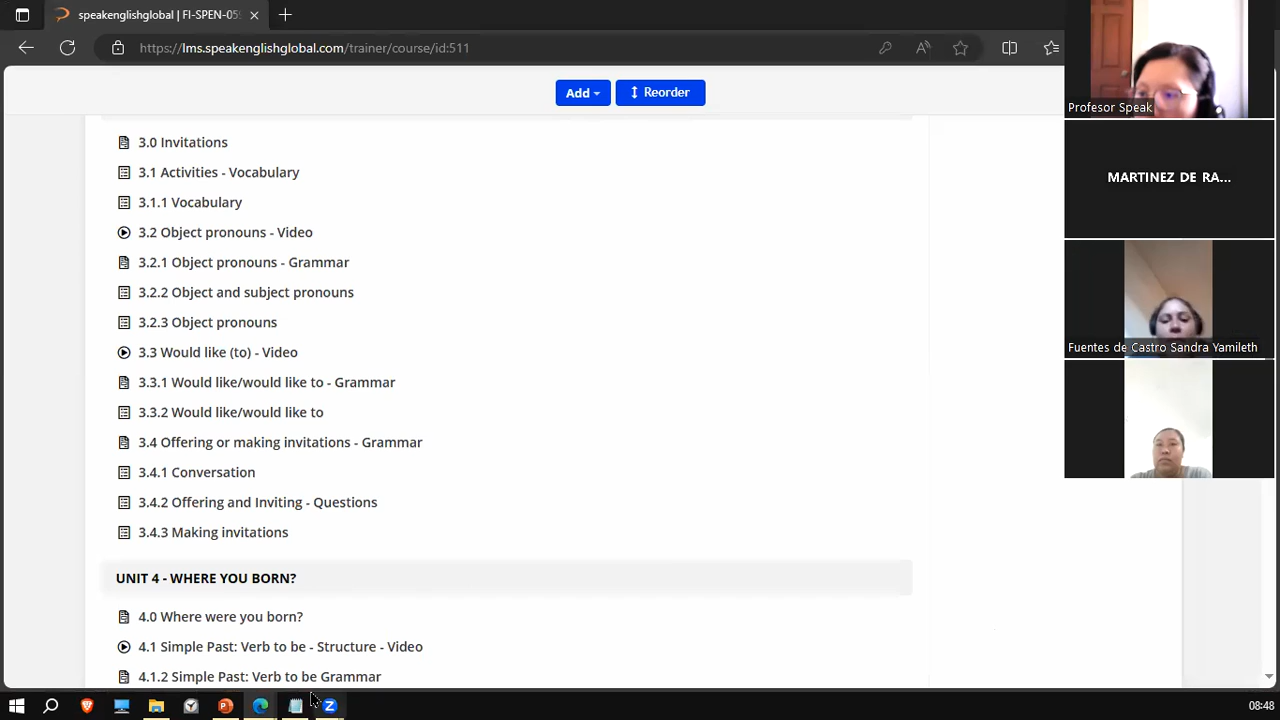 speakenglishglobal | FI-SPEN-05
https://lms.speakenglishglobal.com/trainer/course/id:511
Add
Reorder
3.0 Invitations
3.1 Activities - Vocabulary
3.1.1 Vocabulary
3.2 Object pronouns - Video
3.2.1 Object pronouns - Grammar
3.2.2 Object and subject pronouns
3.2.3 Object pronouns
3.3 Would like (to) - Video
3.3.1 Would like/would like to - Grammar
3.3.2 Would like/would like to
3.4 Offering or making invitations - Grammar
3.4.1 Conversation
3.4.2 Offering and Inviting - Questions
3.4.3 Making invitations
UNIT 4 - WHERE YOU BORN?
4.0 Where were you born?
4.1 Simple Past: Verb to be - Structure - Video
4.1.2 Simple Past: Verb to be Grammar
Profesor Speak
MARTINEZ DE RA...
Fuentes de Castro Sandra Yamileth
08:48